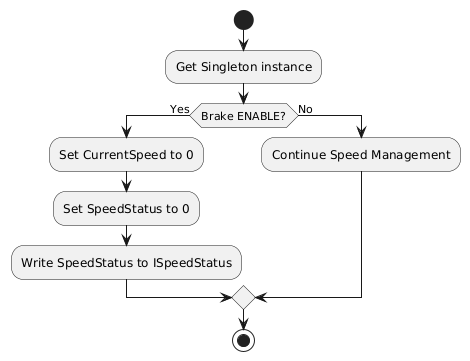 Get Singleton instance
Brake ENABLE?
Yes
No
Set CurrentSpeed to 0
Continue Speed Management
Set SpeedStatus to 0
Write SpeedStatus to ISpeedStatus